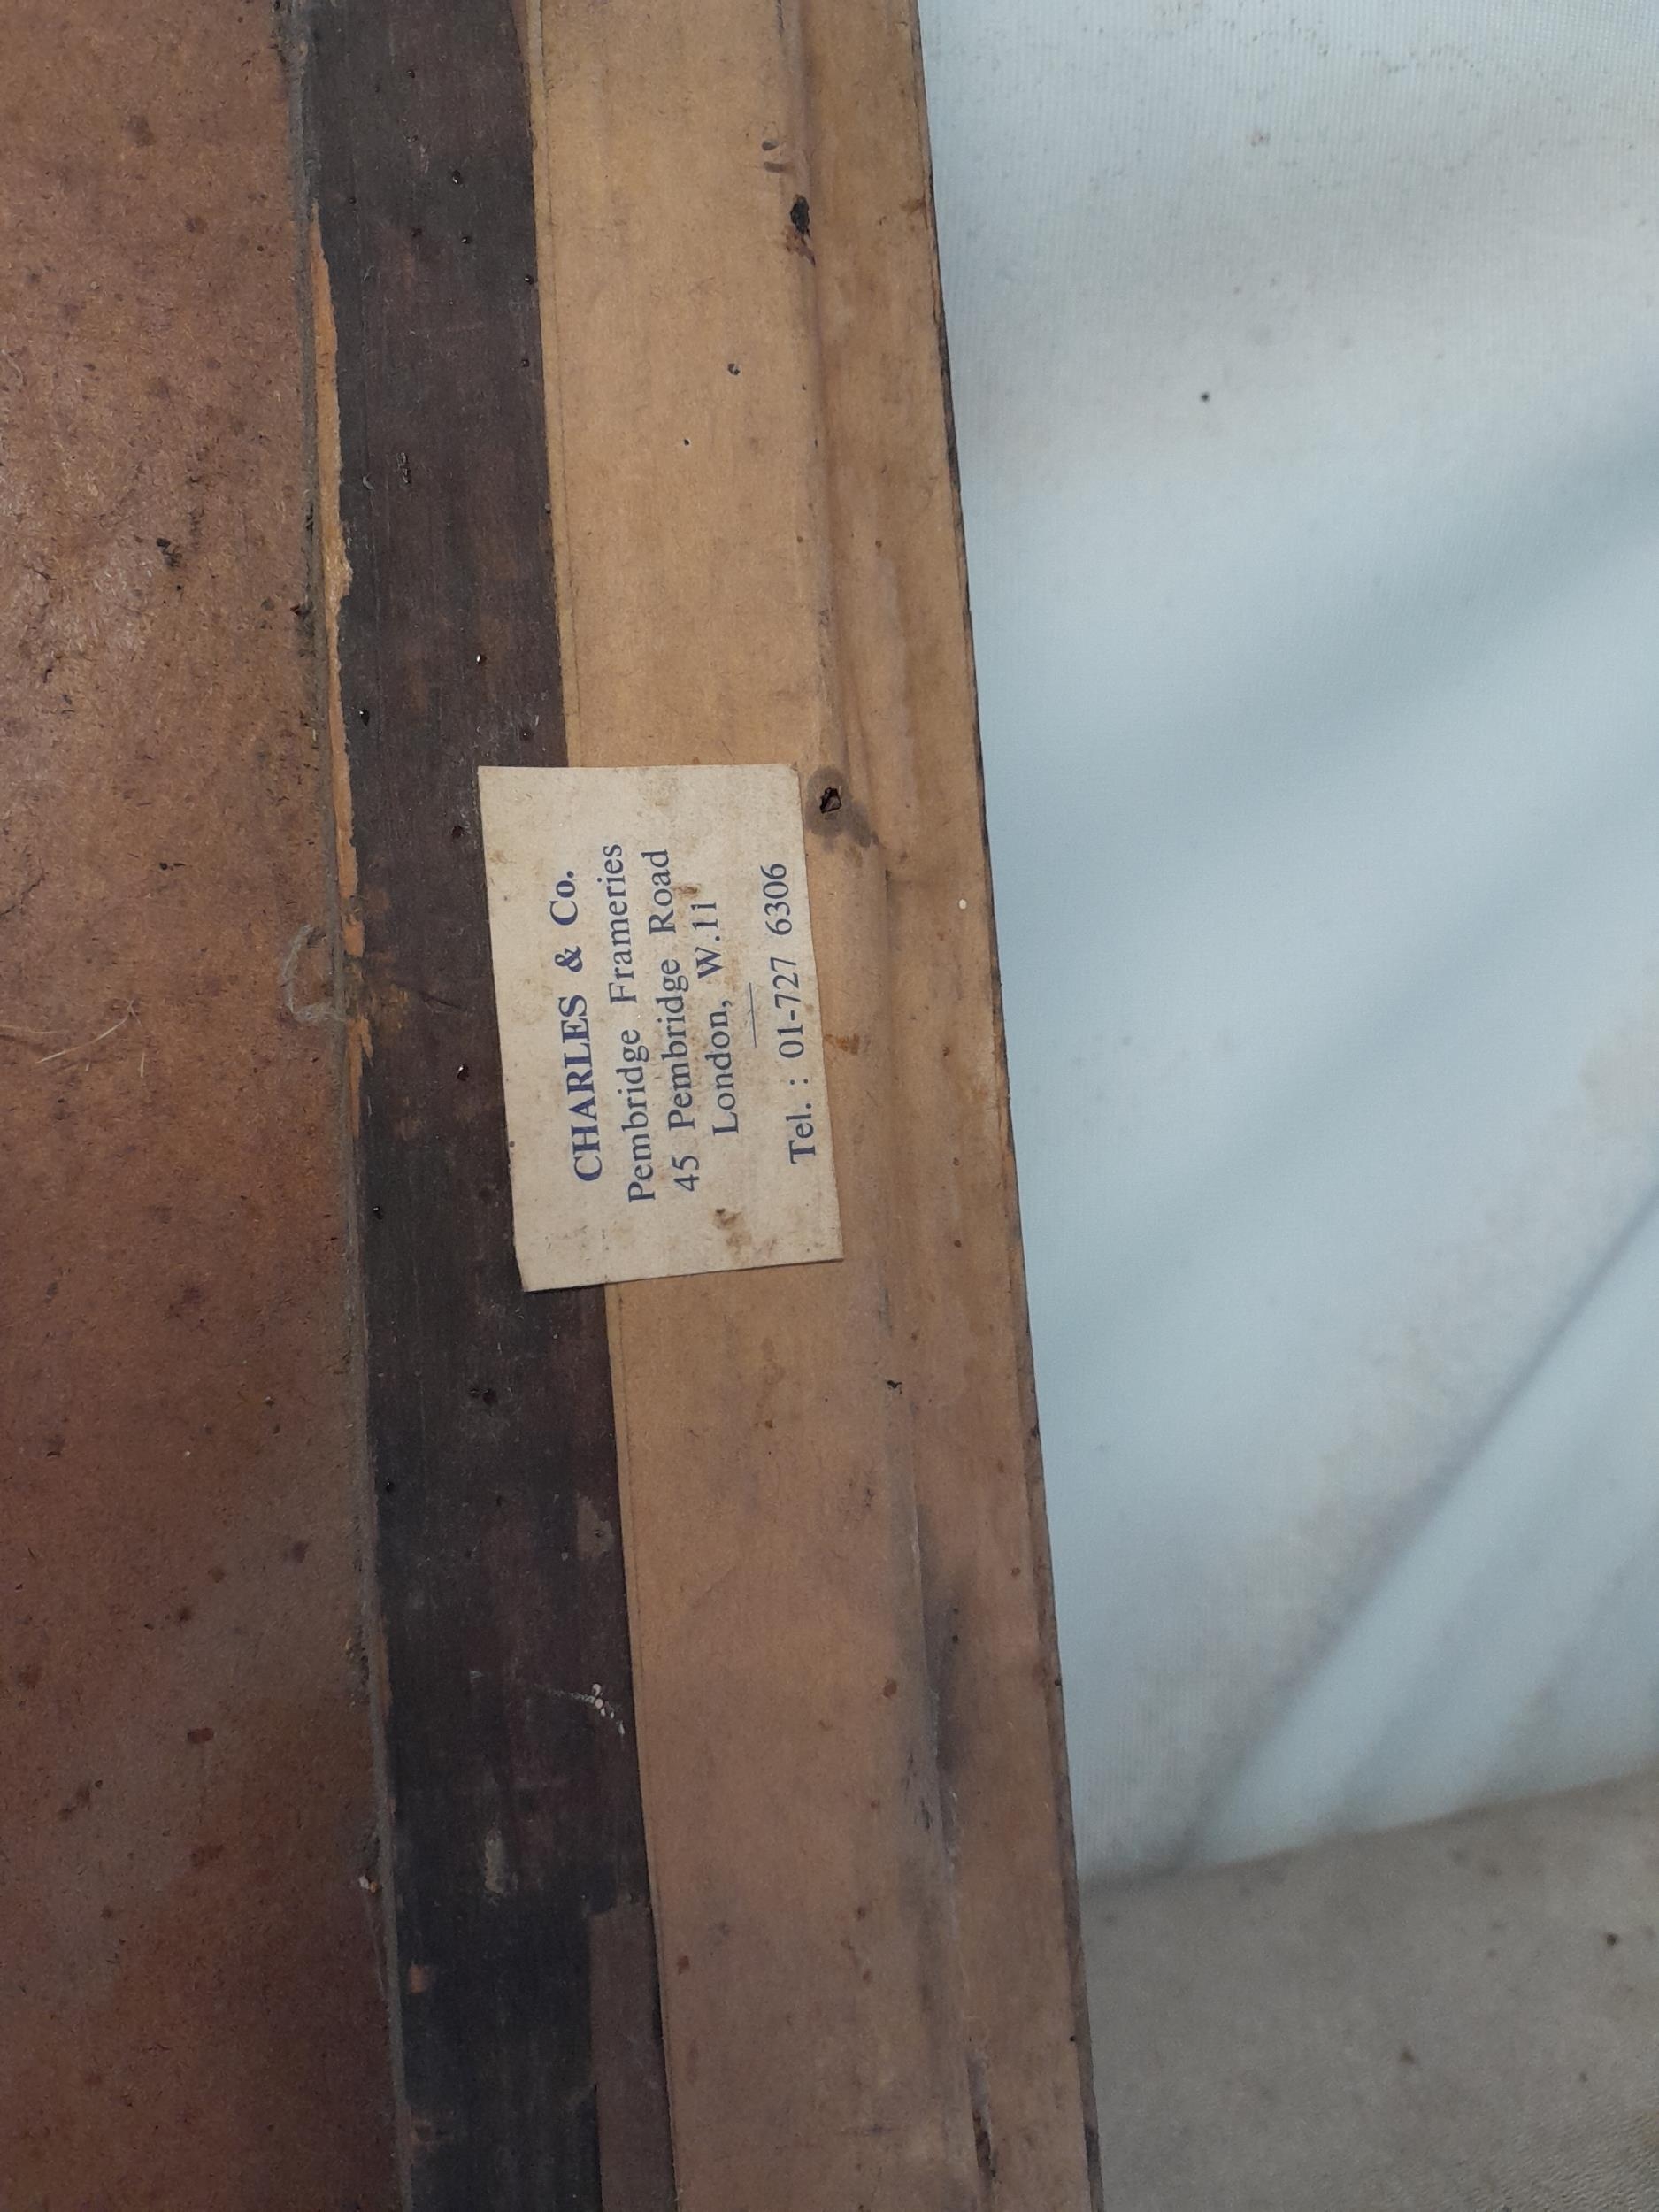 CHARLES & Co.
Pembridge Frameries
45 Pembridge Road
London, W.11
Tel. : 01-727 6306